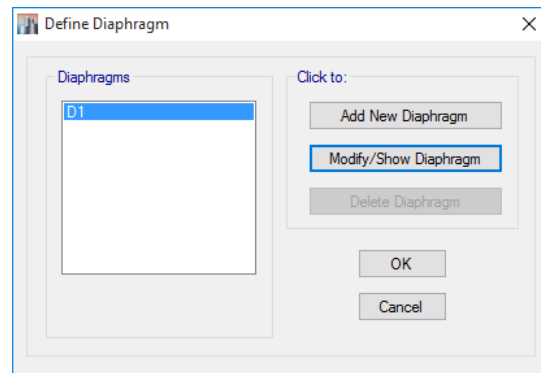 Define Diaphragm
Diaphragms
D1
Click to:
Add New Diaphragm
Modify/Show Diaphragm
Delete Diaphragm
OK
Cancel